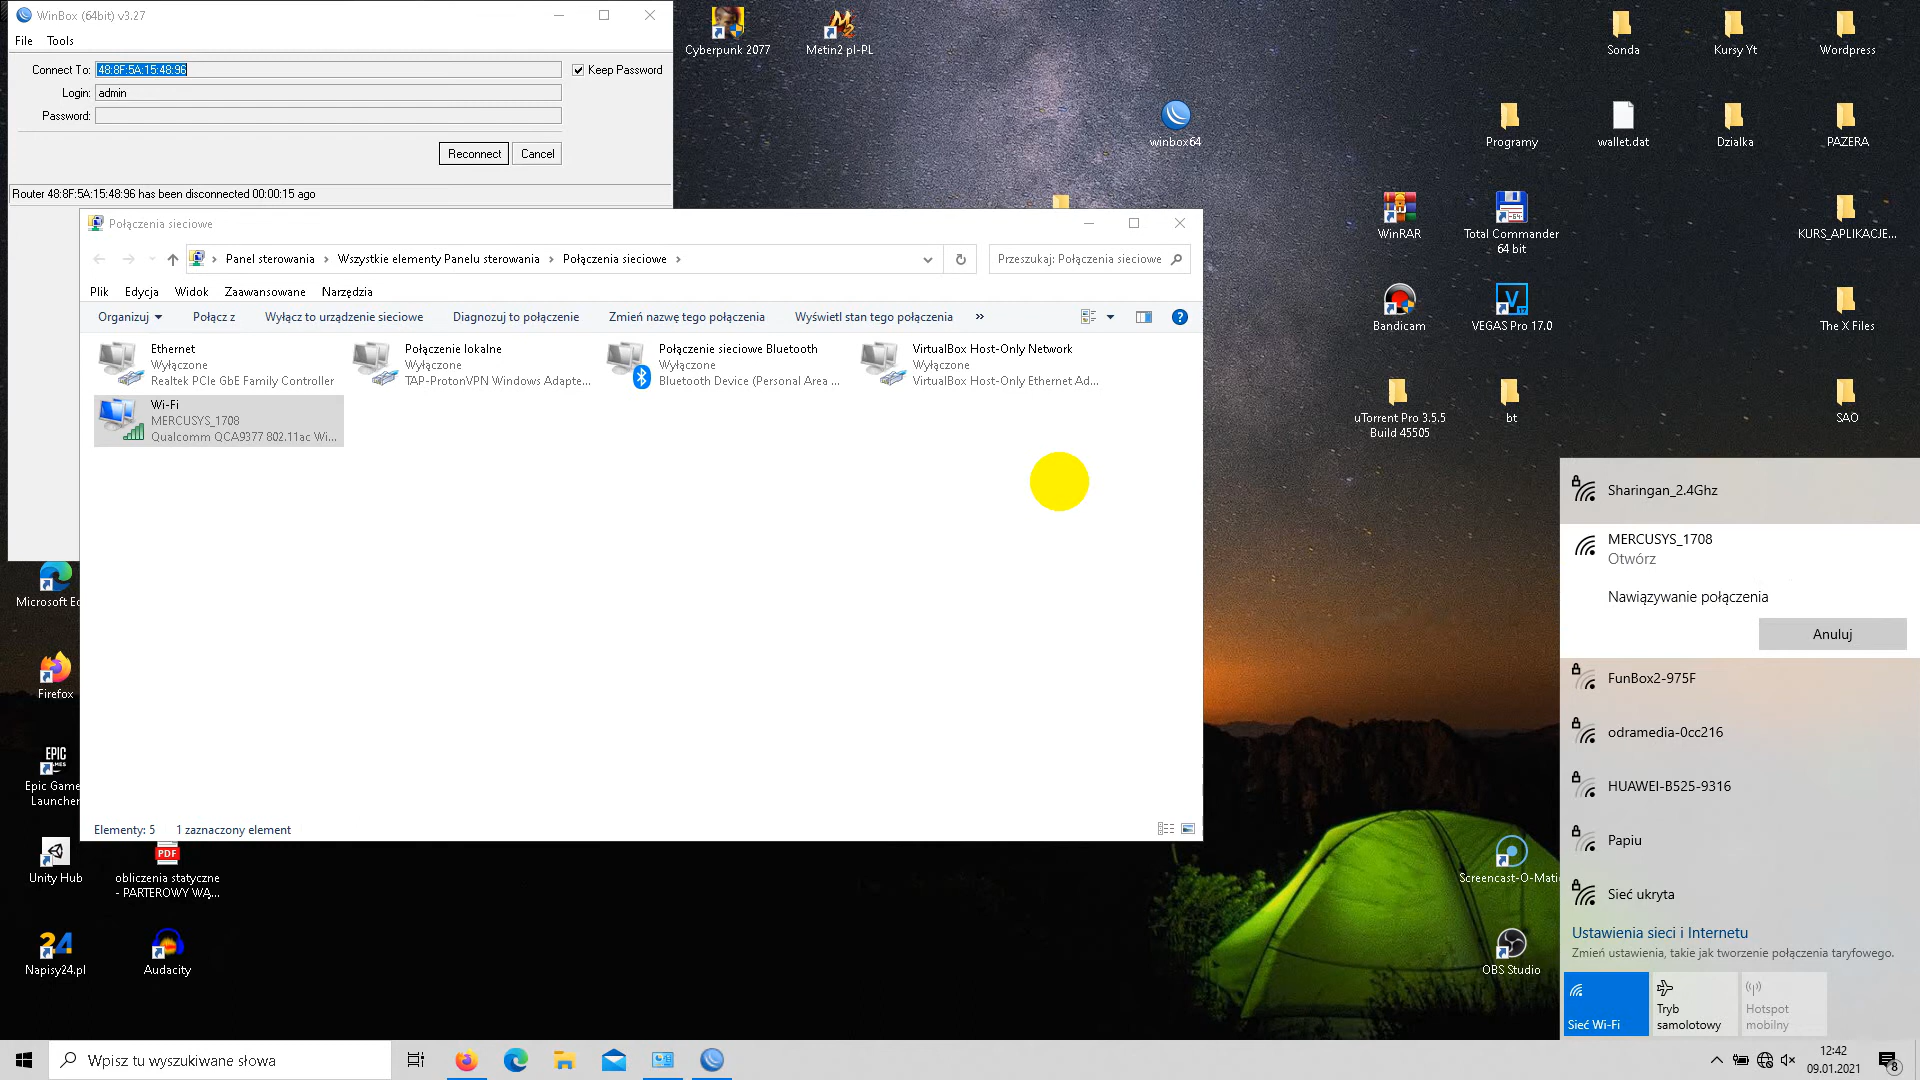 WinBox (64bit) v3.27
File Tools
Connect To: 48:8F:5A:15:48:96
Keep Password
Login: admin
Password:
Reconnect Cancel
Router 48:8F:5A:15:48:96 has been disconnected 00:00:15 ago
Cyberpunk 2077
Metin2 pl-PL
Sonda
Kursy Yt
Wordpress
winbox64
Programy
wallet.dat
Dzialka
PAZERA
WinRAR
Total Commander
64 bit
KURS_APLIKACJE...
Bandicam
VEGAS Pro 17.0
The X Files
uTorrent Pro 3.5.5
Build 45505
bt
SAO
Połączenia sieciowe
Panel sterowania › Wszystkie elementy Panelu sterowania › Połączenia sieciowe ›
Przeszukaj: Połączenia sieciowe
Plik Edycja Widok Zaawansowane Narzędzia
Organizuj Połącz z Wyłącz to urządzenie sieciowe Diagnozuj to połączenie Zmień nazwę tego połączenia Wyświetl stan tego połączenia »
Ethernet
Wyłączone
Realtek PCIe GbE Family Controller
Połączenie lokalne
Wyłączone
TAP-ProtonVPN Windows Adapte...
Połączenie sieciowe Bluetooth
Wyłączone
Bluetooth Device (Personal Area ...
VirtualBox Host-Only Network
Wyłączone
VirtualBox Host-Only Ethernet Ad...
Wi-Fi
MERCUSYS_1708
Qualcomm QCA9377 802.11ac Wi...
Elementy: 5 1 zaznaczony element
Microsoft Ec
Firefox
EPIC
GAMES
Epic Game
Launcher
Unity Hub
PDF
obliczenia statyczne
- PARTEROWY WĄ...
24
Napisy24.pl
Audacity
Screencast-O-Matic
OBS Studio
Sharingan_2.4Ghz
MERCUSYS_1708
Otwórz
Nawiązywanie połączenia
Anuluj
FunBox2-975F
odramedia-0cc216
HUAWEI-B525-9316
Papiu
Sieć ukryta
Ustawienia sieci i Internetu
Zmień ustawienia, takie jak tworzenie połączenia taryfowego.
Sieć Wi-Fi
Tryb
samolotowy
Hotspot
mobilny
Wpisz tu wyszukiwane słowa
12:42
09.01.2021
8